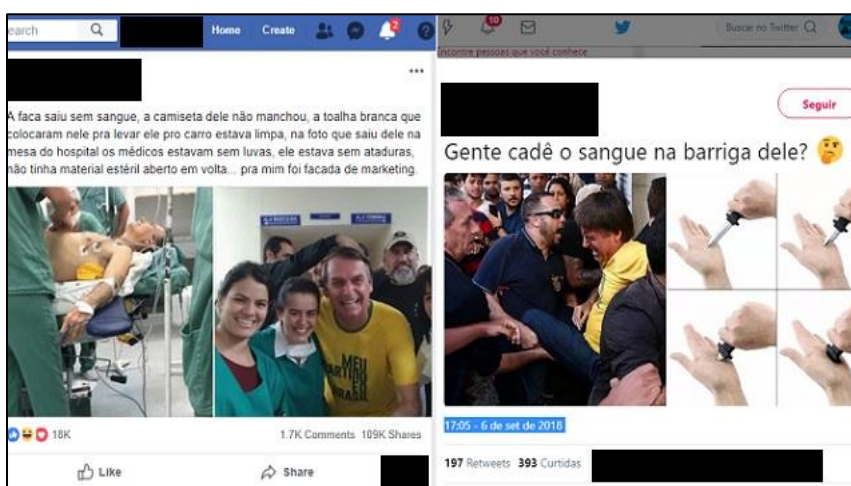 earch
Home Create 2
A faca saiu sem sangue, a camiseta dele não manchou, a toalha branca que
colocaram nele pra levar ele pro carro estava limpa, na foto que saiu dele na
mesa do hospital os médicos estavam sem luvas, ele estava sem ataduras,
não tinha material estéril aberto em volta... pra mim foi facada de marketing.
MEU
PARTIDO
É O
BRASIL
18K
1.7K Comments 109K Shares
Like Share
10
Buscar no Twitter
Encontre pessoas que você conhece
Seguir
Gente cadê o sangue na barriga dele?
17:05 - 6 de set de 2018
197 Retweets 393 Curtidas